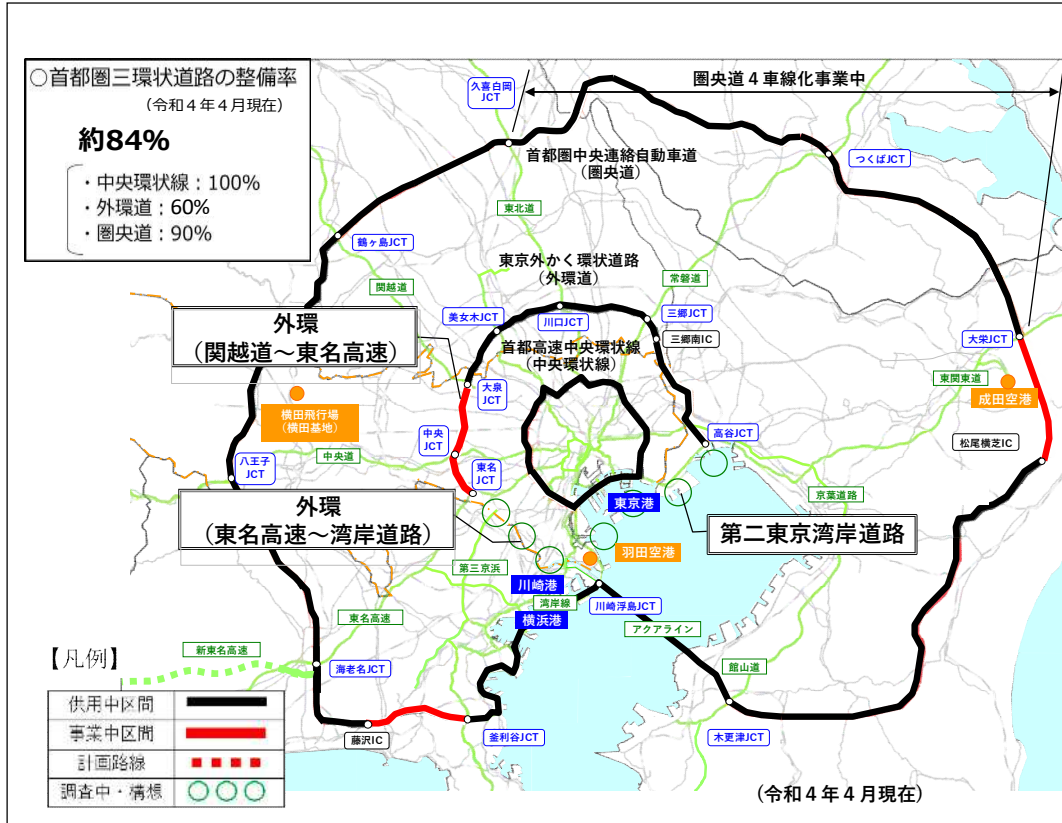 ○首都圏三環状道路の整備率
(令和4年4月現在)
約84%
・中央環状線：100%
・外環道：60%
・圏央道：90%
圏央道４車線化事業中
久喜白岡
JCT
首都圏中央連絡自動車道
(圏央道)
つくばJCT
東北道
鶴ヶ島JCT
関越道
東京外かく環状道路
(外環道)
常磐道
美女木JCT
川口JCT
三郷JCT
三郷南IC
外環
(関越道～東名高速)
首都高速中央環状線
(中央環状線)
大栄JCT
大泉
JCT
東関東道
成田空港
横田飛行場
(横田基地)
中央
JCT
高谷JCT
松尾横芝IC
八王子
JCT
中央道
東名
JCT
京葉道路
外環
(東名高速～湾岸道路)
東京港
第二東京湾岸道路
羽田空港
第三京浜
川崎港
湾岸線
川崎浮島JCT
横浜港
東名高速
アクアライン
新東名高速
海老名JCT
館山道
【凡例】
供用中区間
事業中区間
計画路線
調査中・構想
藤沢IC
釜利谷JCT
木更津JCT
(令和４年４月現在)